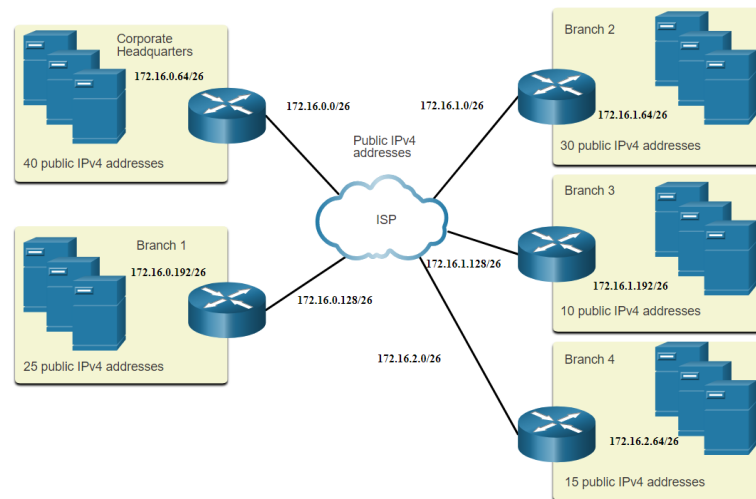 Corporate
Headquarters
172.16.0.64/26
40 public IPv4 addresses
172.16.0.0/26
Branch 1
172.16.0.192/26
25 public IPv4 addresses
172.16.0.128/26
Public IPv4
addresses
ISP
172.16.1.0/26
Branch 2
172.16.1.64/26
30 public IPv4 addresses
172.16.1.128/26
Branch 3
172.16.1.192/26
10 public IPv4 addresses
172.16.2.0/26
Branch 4
172.16.2.64/26
15 public IPv4 addresses